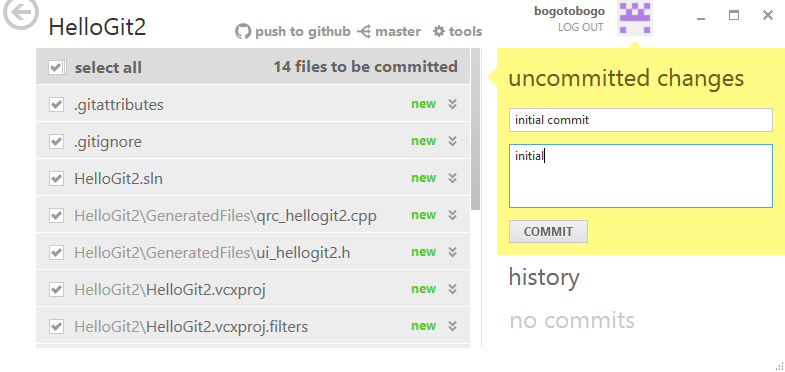 HelloGit2
push to github master tools
bogotobogo
LOG OUT
select all 14 files to be committed
.gitattributes new
.gitignore new
HelloGit2.sln new
HelloGit2\GeneratedFiles\qrc_hellogit2.cpp new
HelloGit2\GeneratedFiles\ui_hellogit2.h new
HelloGit2\HelloGit2.vcxproj new
HelloGit2\HelloGit2.vcxproj.filters new
uncommitted changes
initial commit
initial
COMMIT
history
no commits